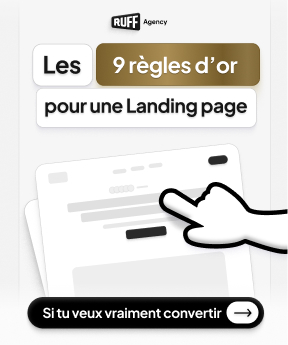 RUFF Agency
Les 9 règles d’or
pour une Landing page
Si tu veux vraiment convertir